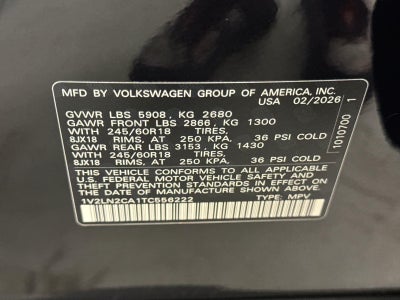 MFD BY VOLKSWAGEN GROUP OF AMERICA, INC.
USA 02/2026
GVWR LBS 5908, KG 2680
GAWR FRONT LBS 2866, KG 1300
WITH 245/60R18 TIRES,
8JX18 RIMS, AT 250 KPA, 36 PSI COLD
GAWR REAR LBS 3153, KG 1430
WITH 245/60R18 TIRES,
8JX18 RIMS, AT 250 KPA, 36 PSI COLD
THIS VEHICLE CONFORMS TO ALL APPLICABLE
U.S. FEDERAL MOTOR VEHICLE
SAFETY STANDARDS IN EFFECT ON
THE DATE OF MANUFACTURE SHOWN ABOVE.
1V2LN2CA1TC556222 TYPE: MPV
1010700 1